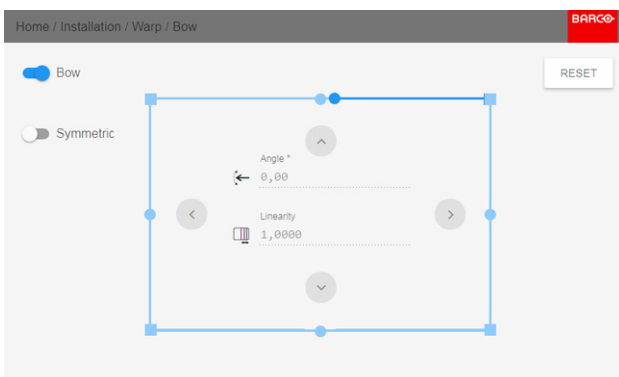 Home / Installation / Warp / Bow
BARCO
Bow
RESET
Symmetric
Angle *
0,00
Linearity
1,0000